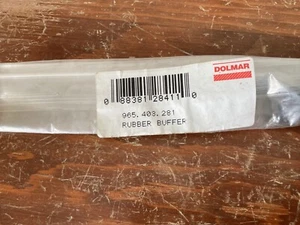 DOLMAR
0 88381 28411 0
965.403.281
RUBBER BUFFER